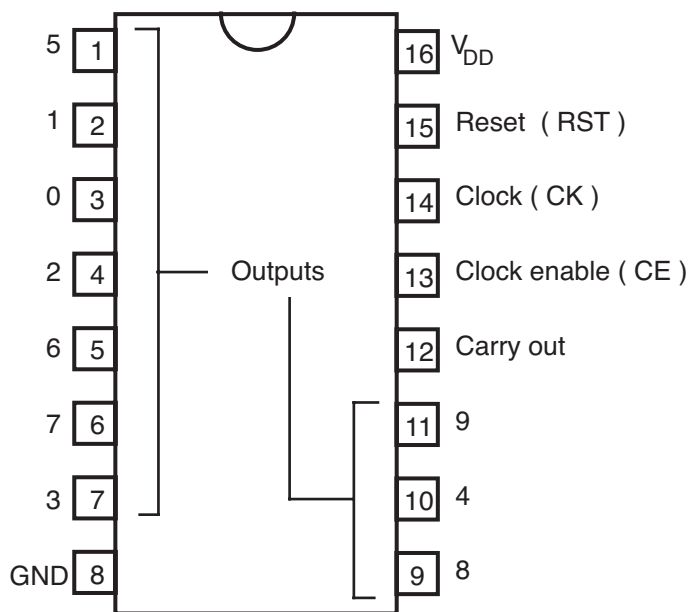 5 1 16 VDD
1 2 15 Reset ( RST )
0 3 14 Clock ( CK )
2 4 Outputs 13 Clock enable ( CE )
6 5 12 Carry out
7 6 11 9
3 7 10 4
GND 8 9 8